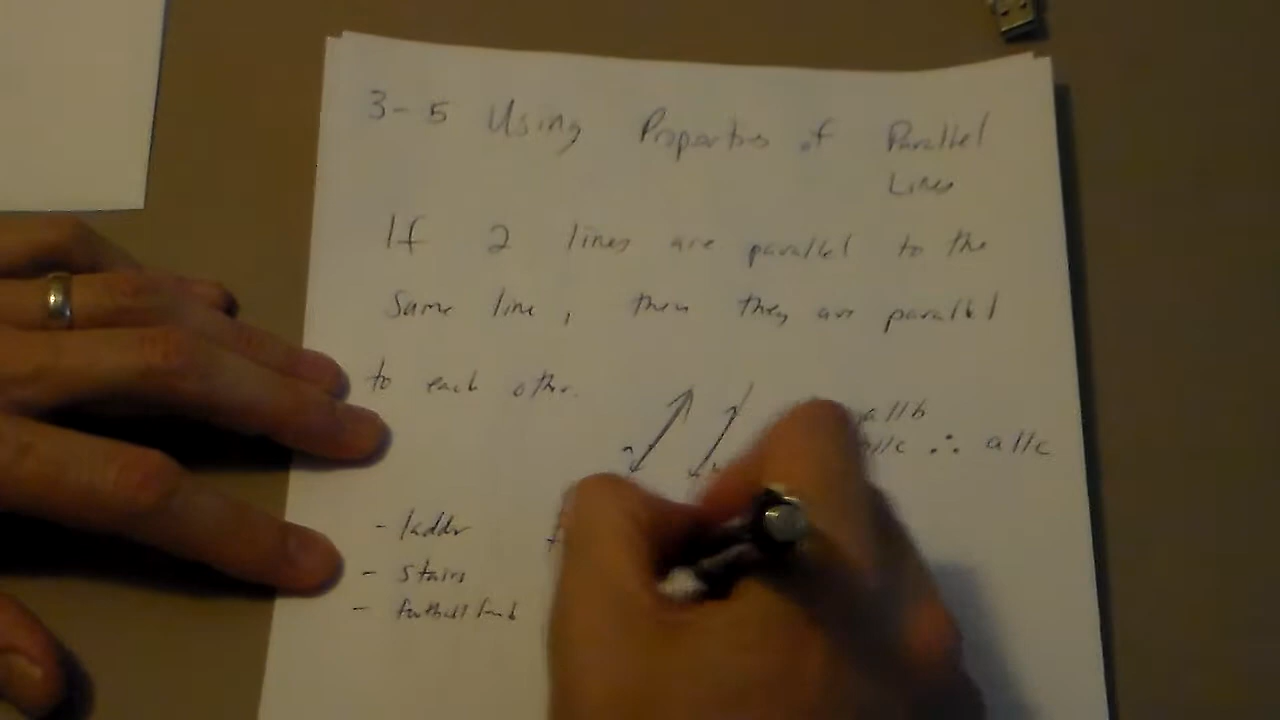 3-5 Using Properties of Parallel
Lines
If 2 lines are parallel to the
same line, then they are parallel
to each other.
a//b
//c ∴ a//c
- ladder
- stairs
- football